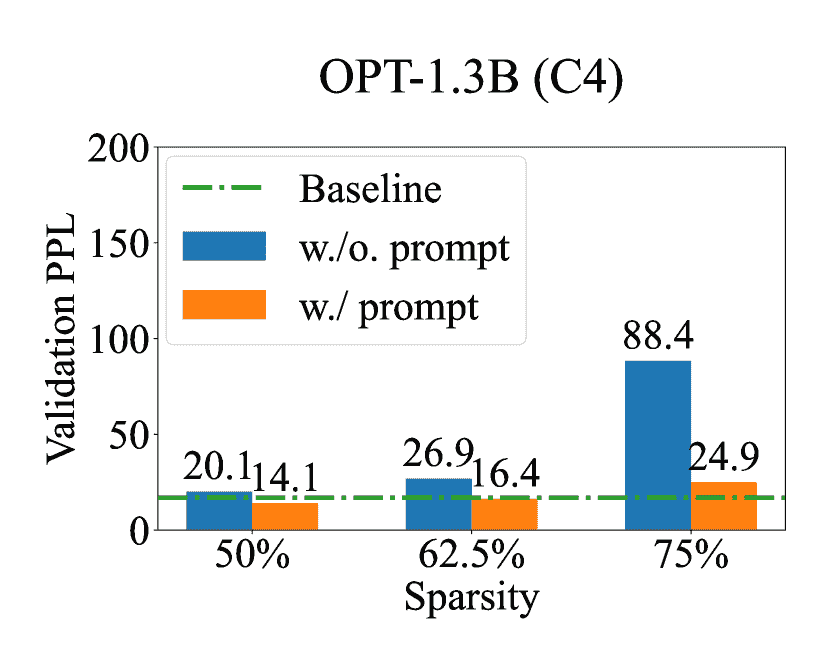 OPT-1.3B (C4)
200
150
100
50
0
Validation PPL
Baseline
w./o. prompt
w./ prompt
20.1
14.1
26.9
16.4
88.4
24.9
50%
62.5%
75%
Sparsity